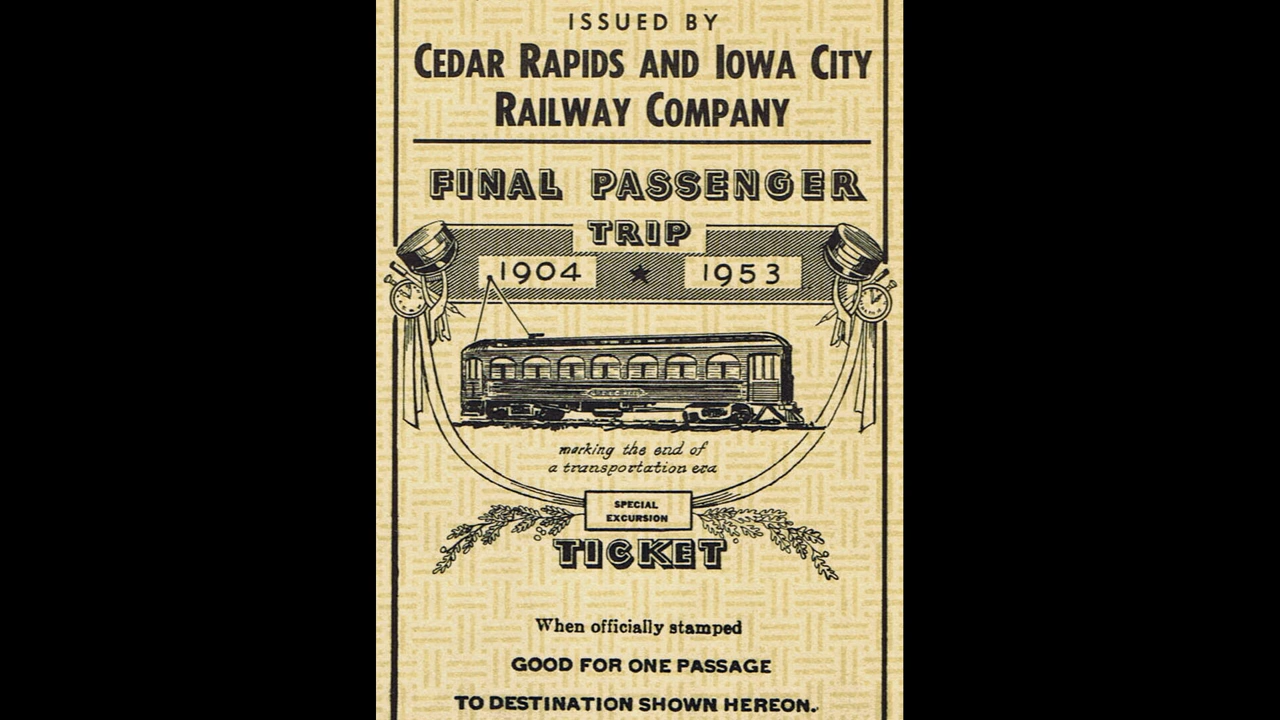 ISSUED BY
CEDAR RAPIDS AND IOWA CITY
RAILWAY COMPANY
FINAL PASSENGER
TRIP
1904 ★ 1953
marking the end of
a transportation era
SPECIAL
EXCURSION
TICKET
When officially stamped
GOOD FOR ONE PASSAGE
TO DESTINATION SHOWN HEREON.